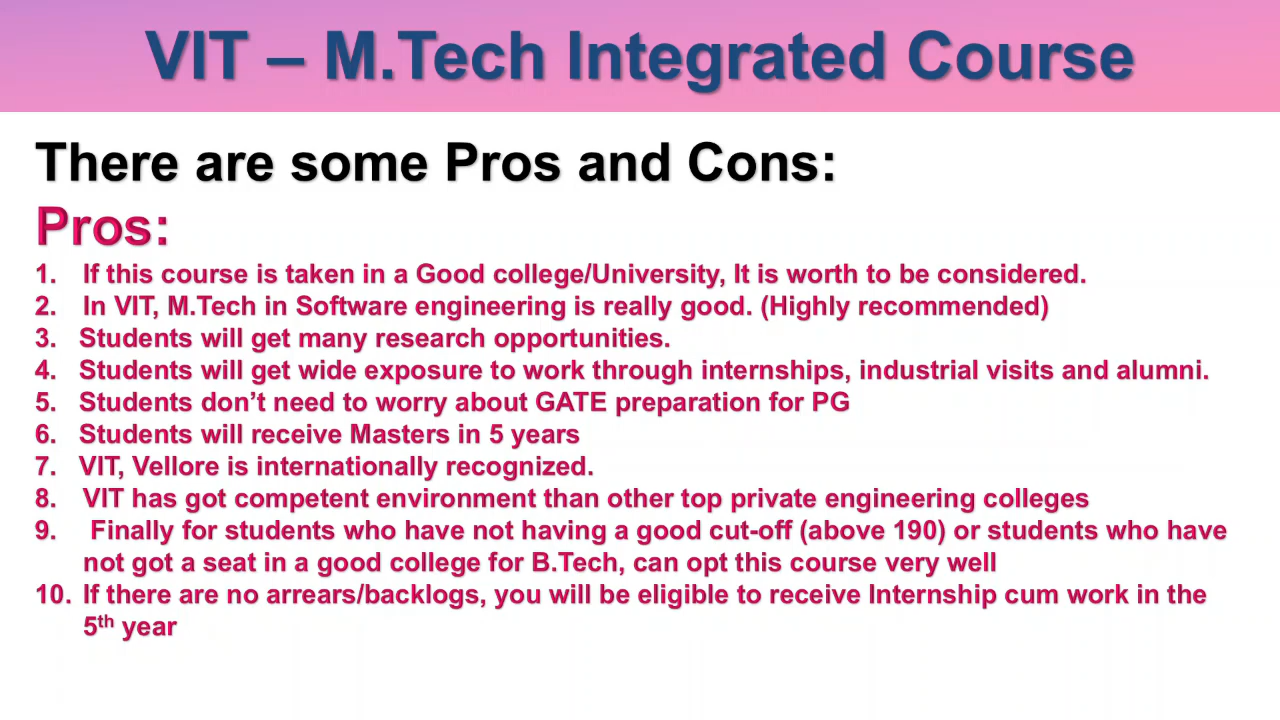 VIT – M.Tech Integrated Course
There are some Pros and Cons:
Pros:
1. If this course is taken in a Good college/University, It is worth to be considered.
2. In VIT, M.Tech in Software engineering is really good. (Highly recommended)
3. Students will get many research opportunities.
4. Students will get wide exposure to work through internships, industrial visits and alumni.
5. Students don’t need to worry about GATE preparation for PG
6. Students will receive Masters in 5 years
7. VIT, Vellore is internationally recognized.
8. VIT has got competent environment than other top private engineering colleges
9. Finally for students who have not having a good cut-off (above 190) or students who have
not got a seat in a good college for B.Tech, can opt this course very well
10. If there are no arrears/backlogs, you will be eligible to receive Internship cum work in the
5th year